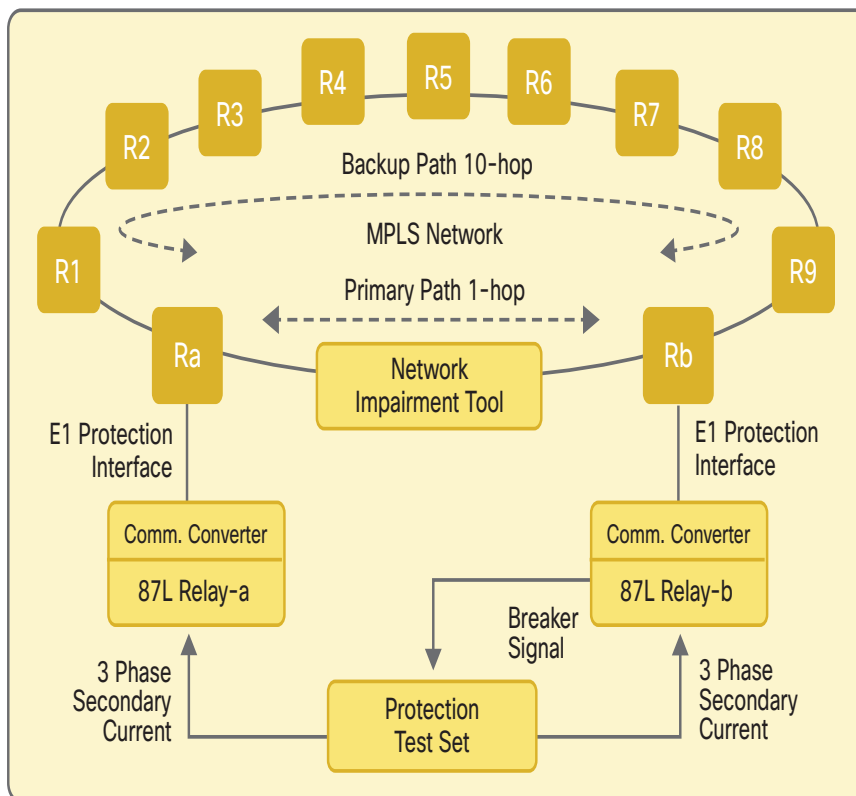 R1
R2
R3
R4
R5
R6
R7
R8
R9
Backup Path 10-hop
MPLS Network
Primary Path 1-hop
Ra
Rb
Network
Impairment Tool
E1 Protection
Interface
E1 Protection
Interface
Comm. Converter
87L Relay-a
Comm. Converter
87L Relay-b
Breaker
Signal
3 Phase
Secondary
Current
Protection
Test Set
3 Phase
Secondary
Current